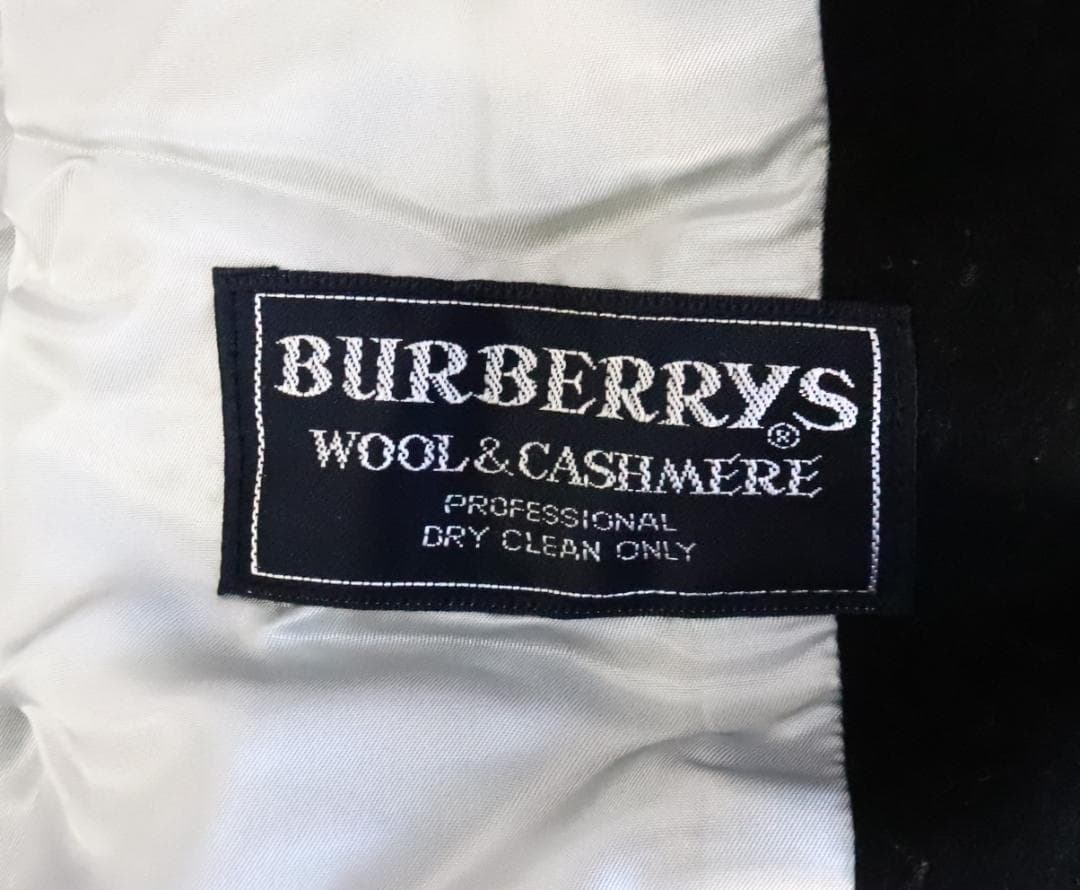 BURBERRYS®
WOOL & CASHMERE
PROFESSIONAL
DRY CLEAN ONLY